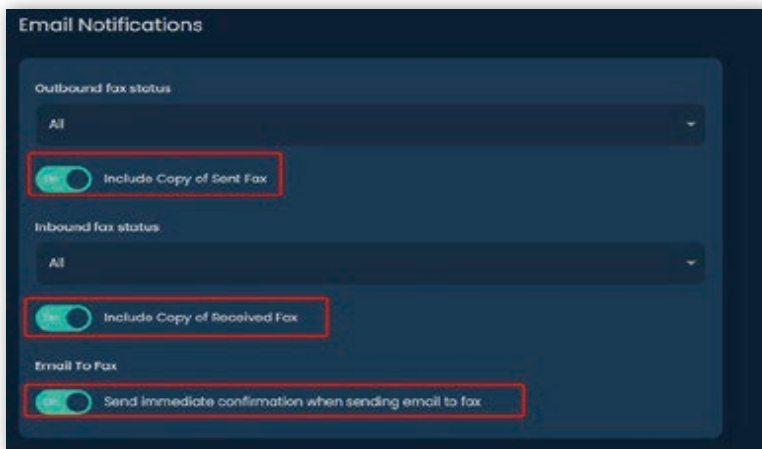 Email Notifications
Outbound fax status
All
Include Copy of Sent Fax
Inbound fax status
All
Include Copy of Received Fax
Email To Fax
Send immediate confirmation when sending email to fax